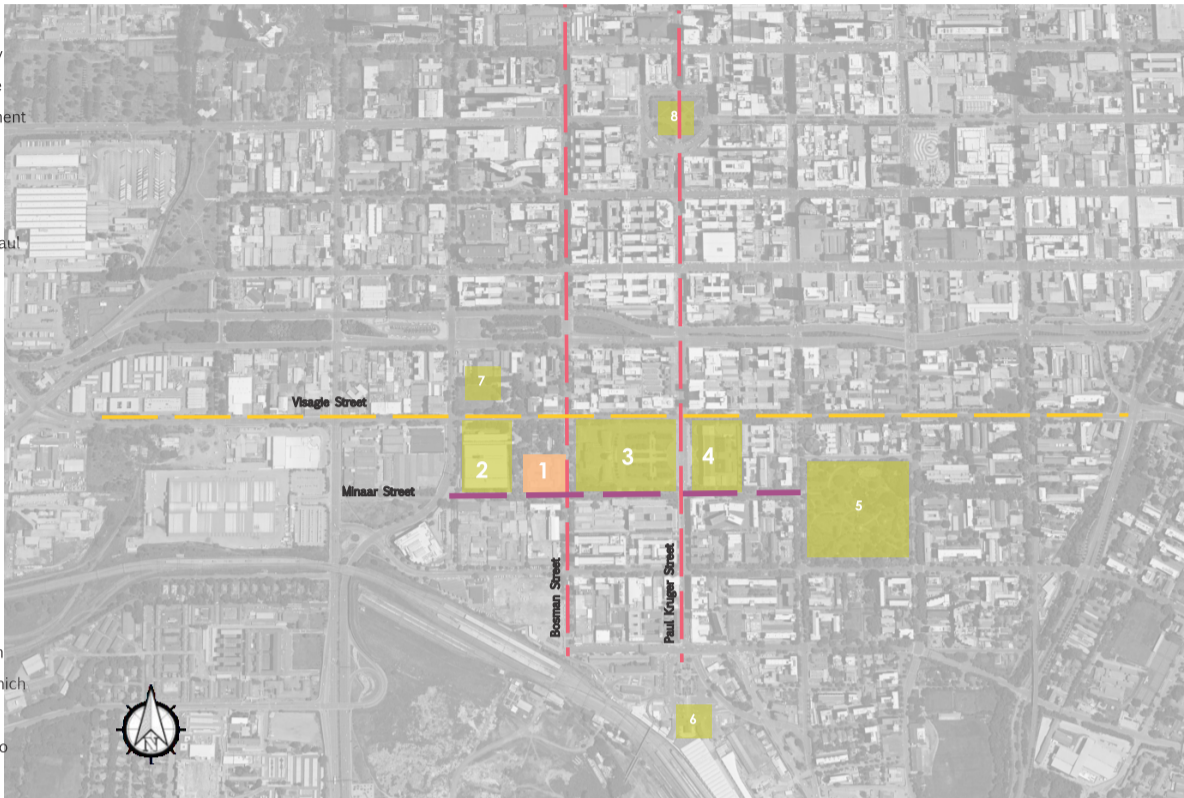 nent
8
aul
7
Visagie Street
2
1
3
4
Minaar Street
5
Bosman Street
Paul Kruger Street
nich
6
N